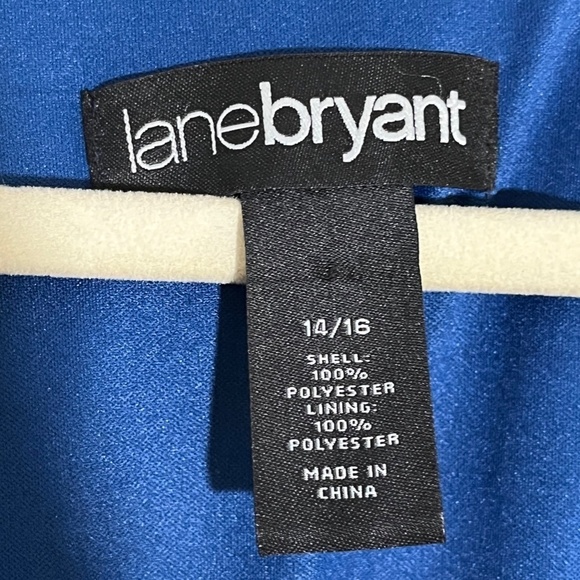 lanebryant
14/16
SHELL:
100%
POLYESTER
LINING:
100%
POLYESTER
MADE IN
CHINA